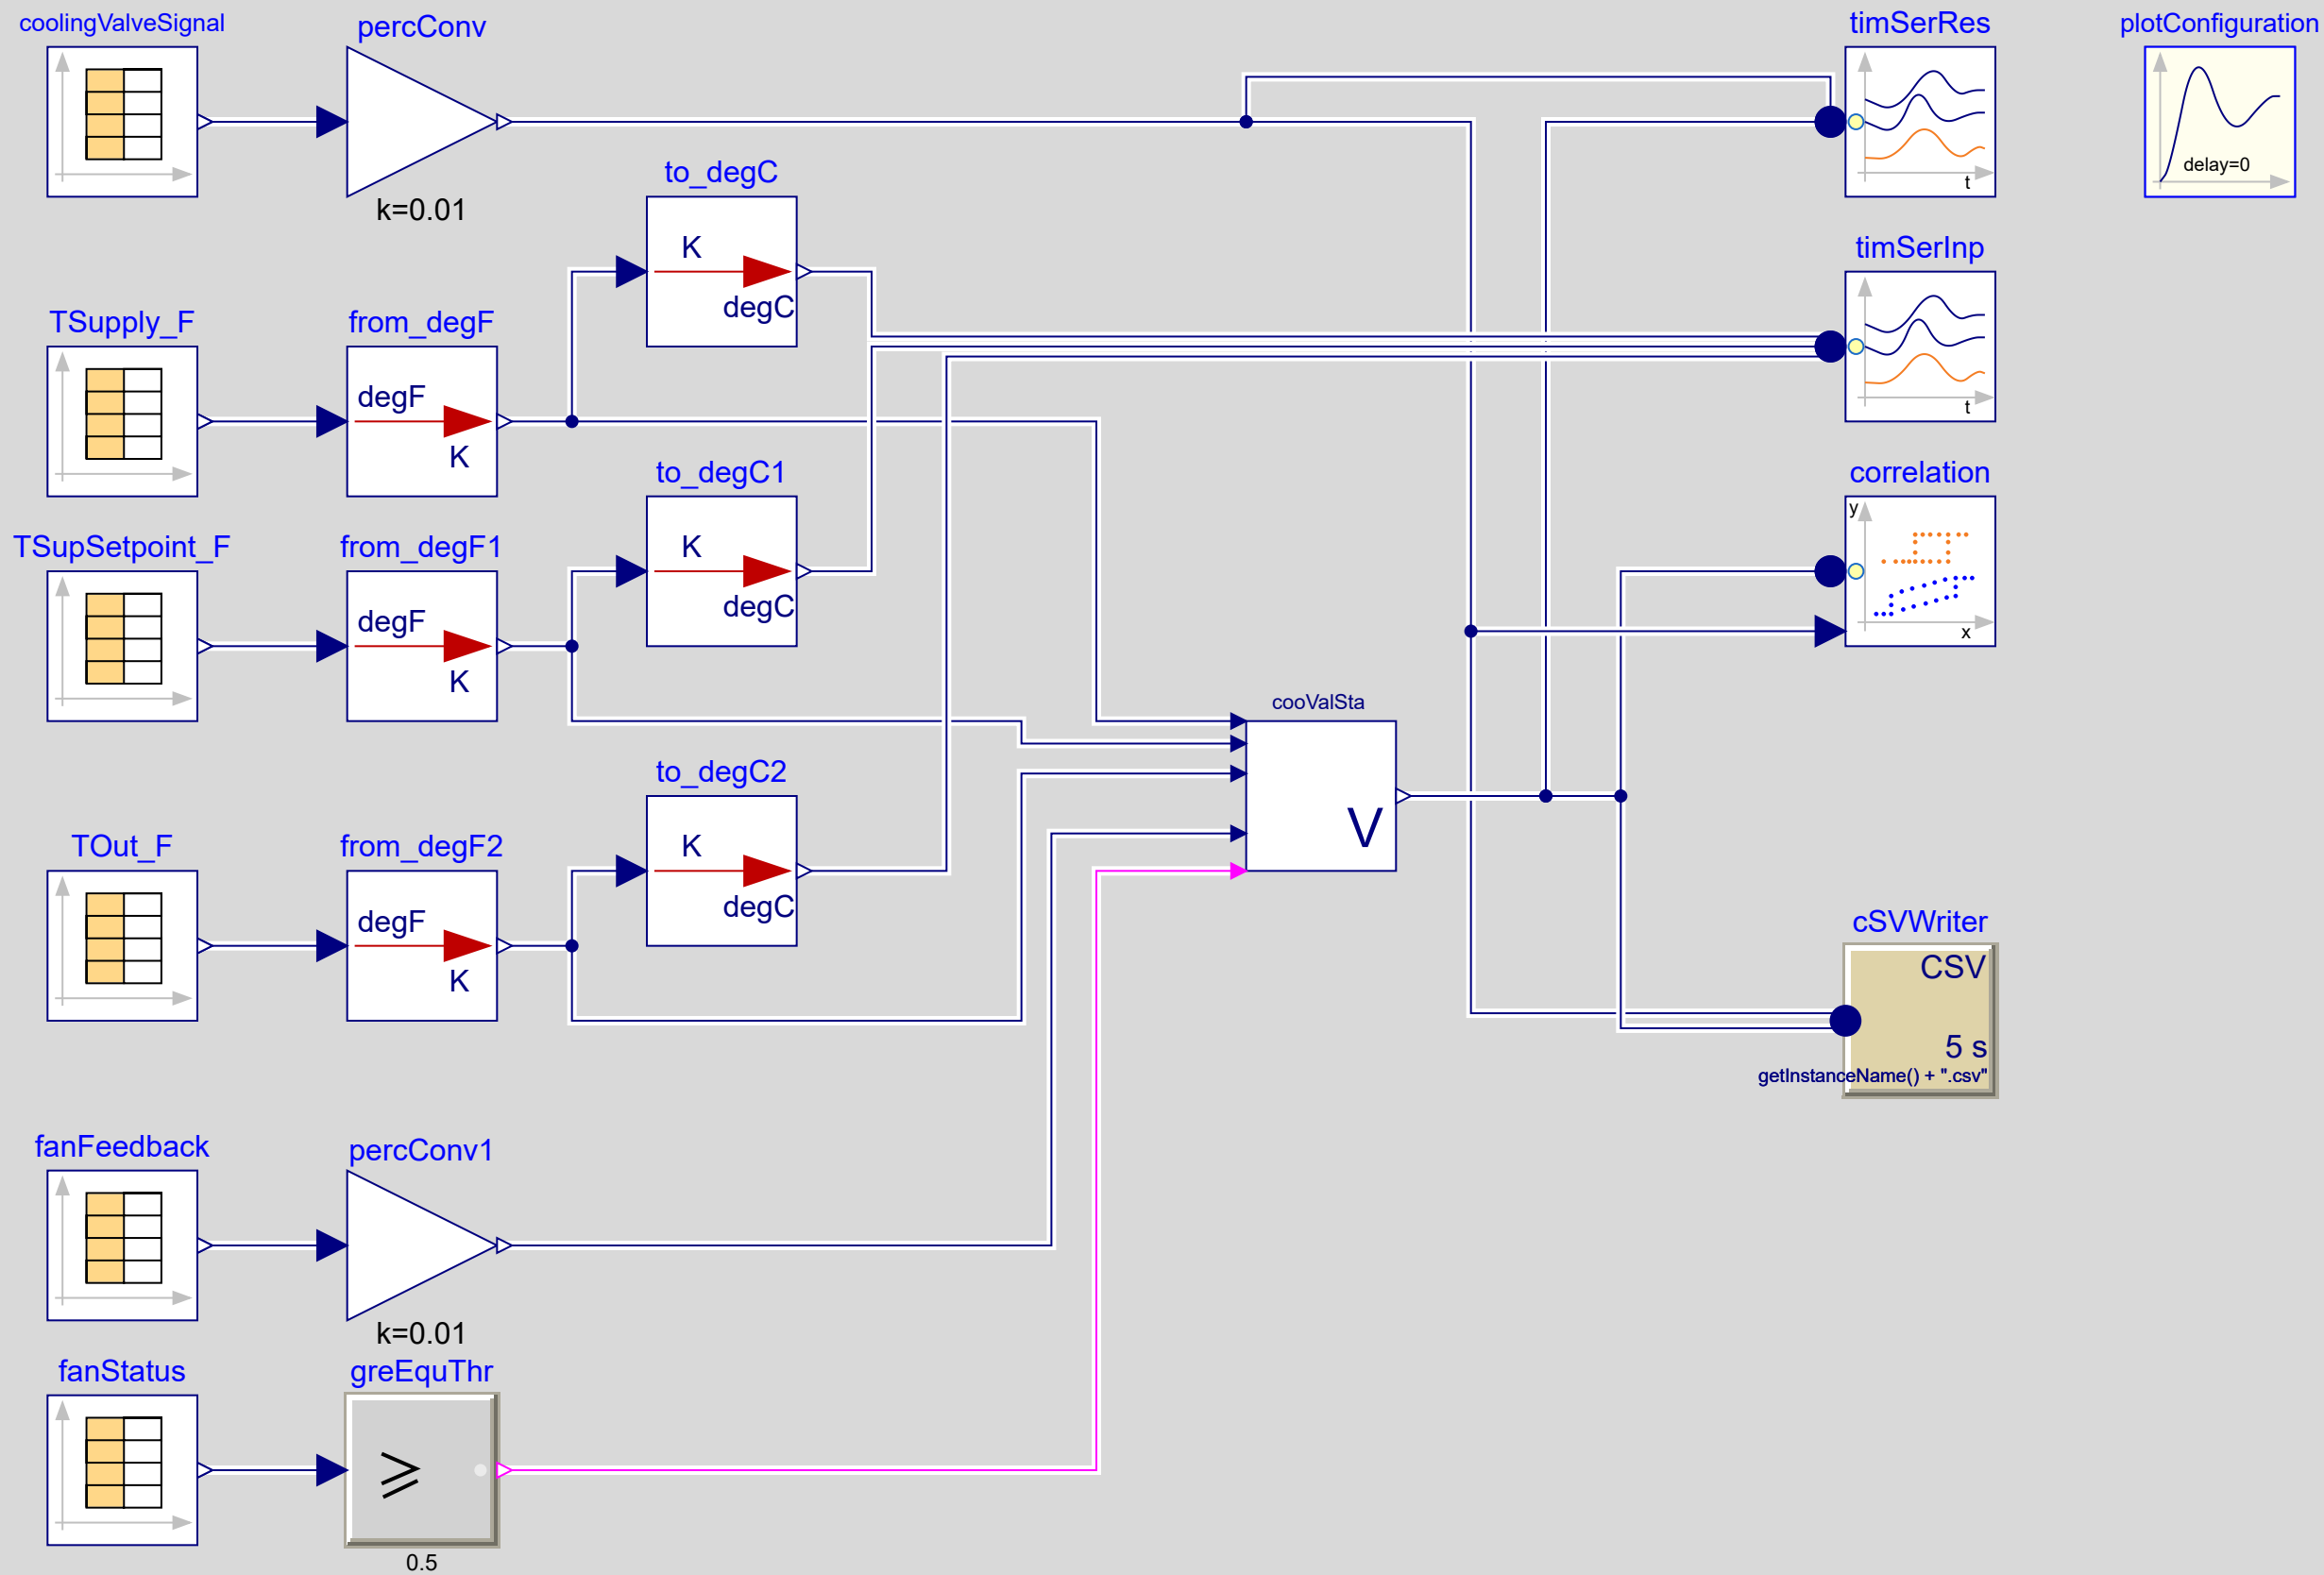 coolingValveSignal
percConv
k=0.01
timSerRes
t
plotConfiguration
delay=0
to_degC
K
degC
timSerInp
t
TSupply_F
from_degF
degF
K
to_degC1
K
degC
correlation
y
x
TSupSetpoint_F
from_degF1
degF
K
cooValSta
V
to_degC2
K
degC
TOut_F
from_degF2
degF
K
cSVWriter
CSV
5 s
getInstanceName() + ".csv"
fanFeedback
percConv1
k=0.01
fanStatus
greEquThr
⩾
0.5